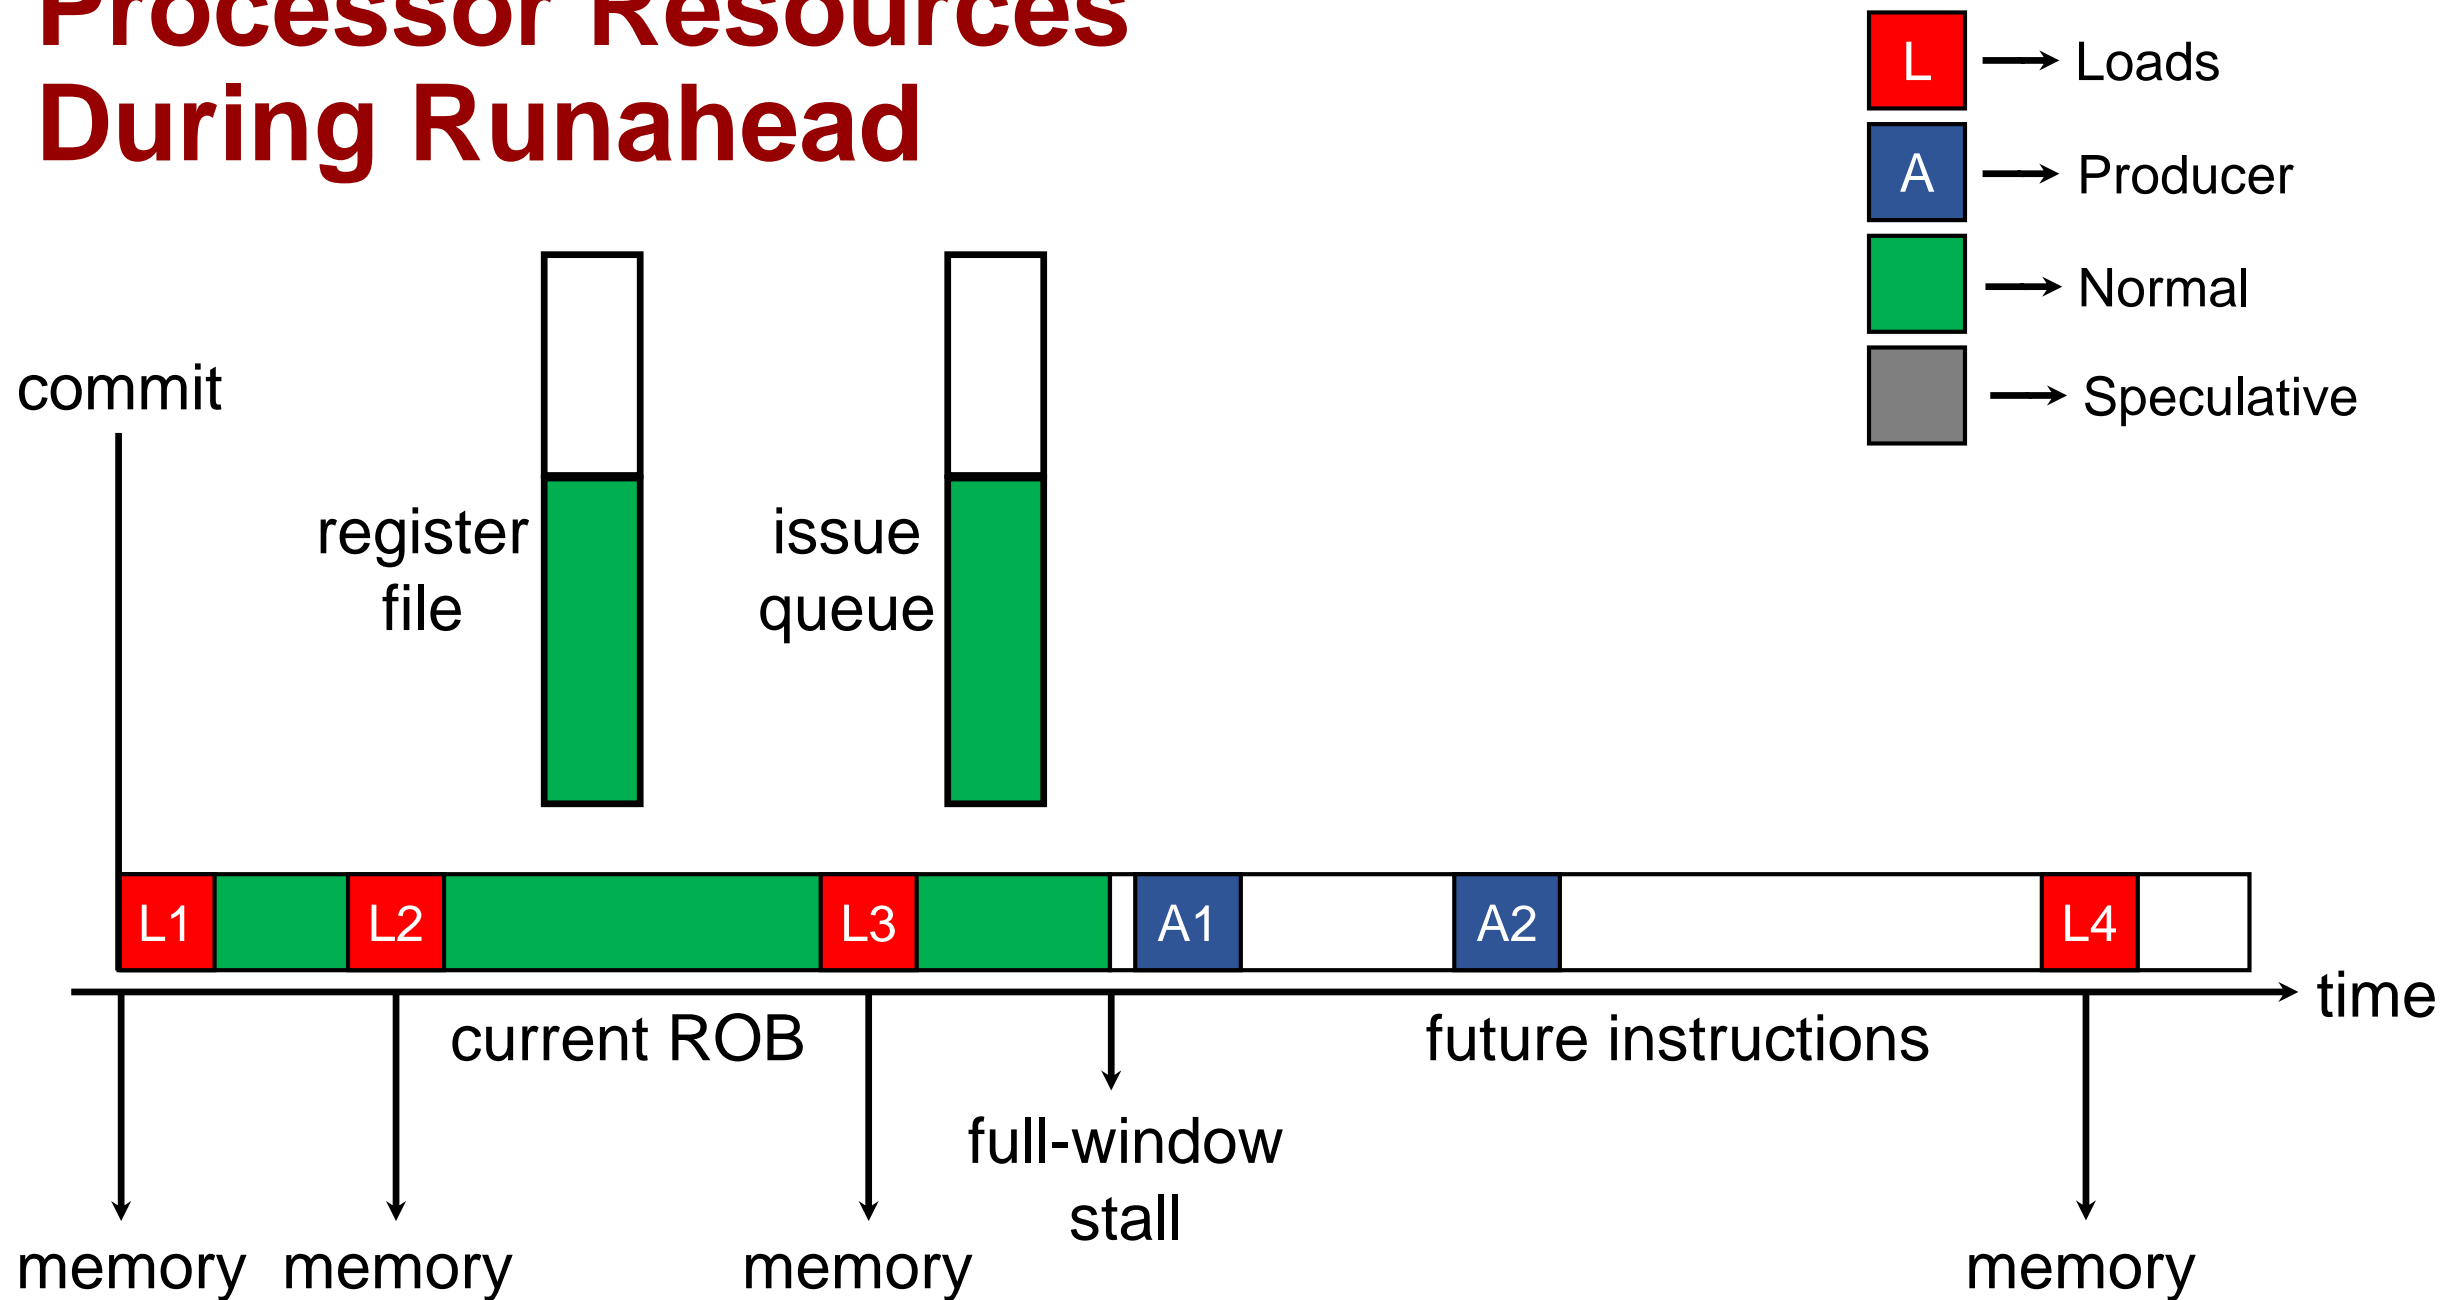 Processor Resources
During Runahead
L
Loads
A
Producer
Normal
Speculative
commit
register
file
issue
queue
L1
L2
L3
A1
A2
L4
time
current ROB
future instructions
full-window
stall
memory
memory
memory
memory